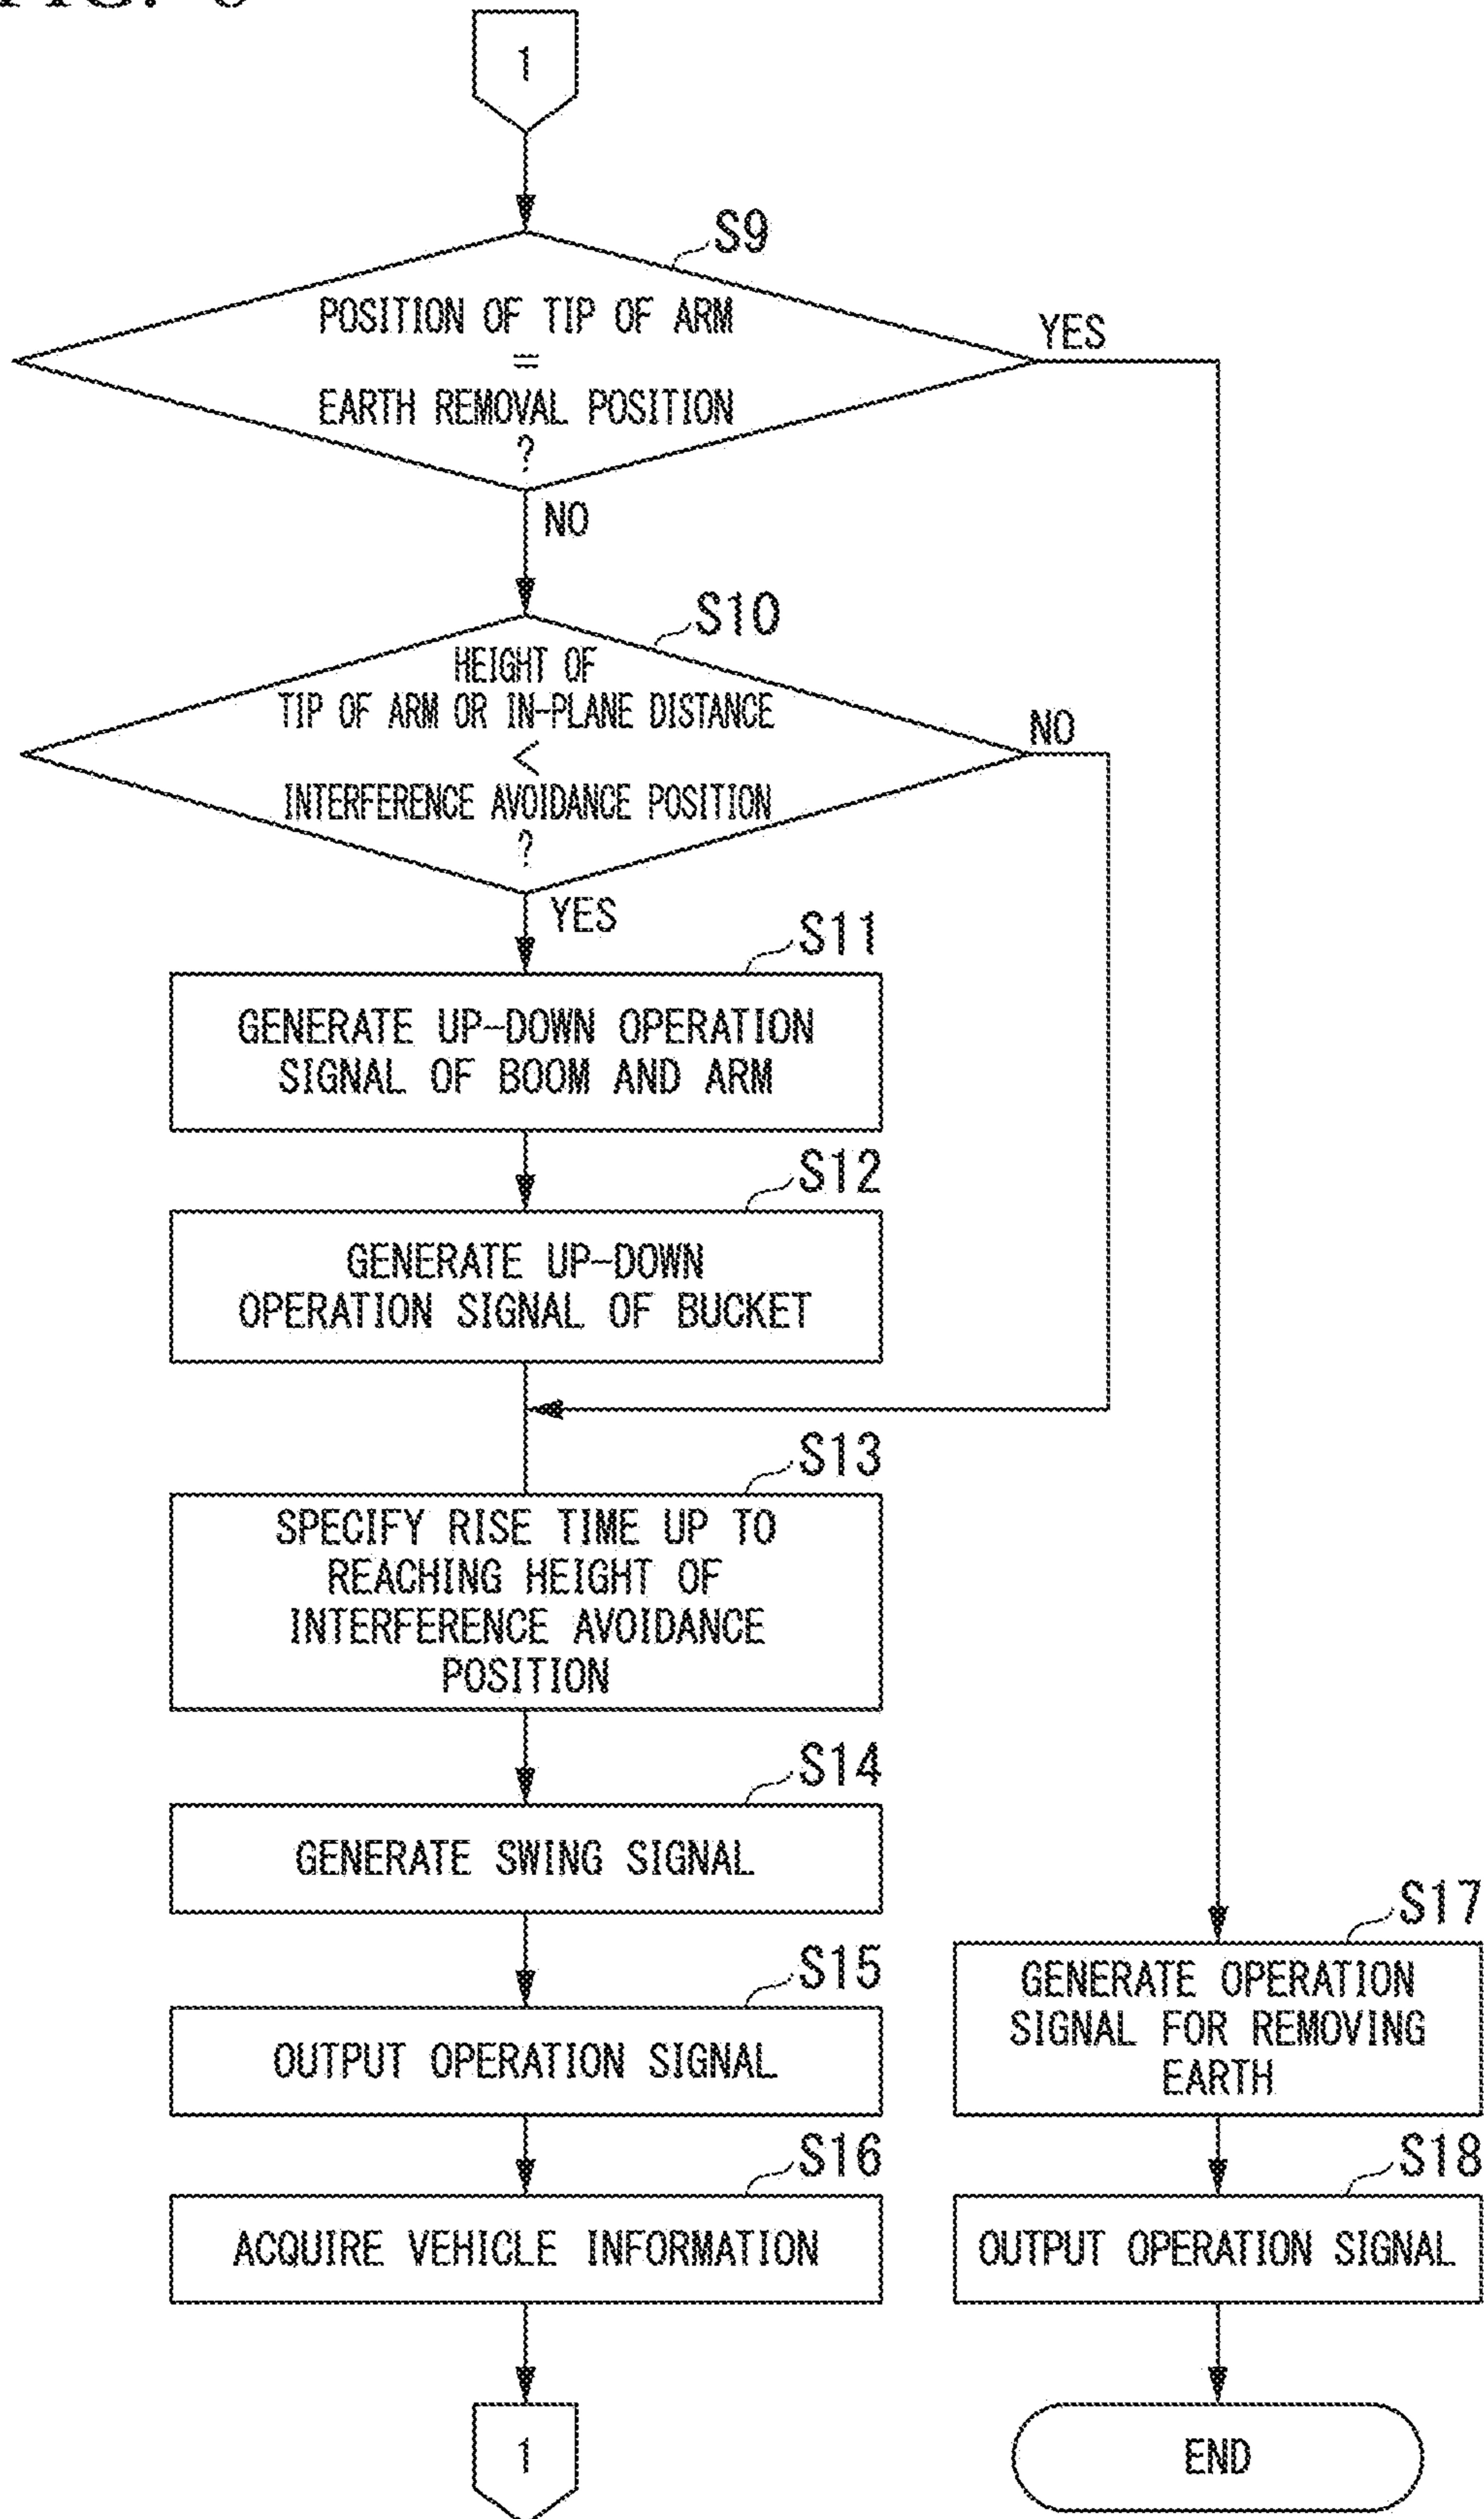 1
S9
POSITION OF TIP OF ARM
=
EARTH REMOVAL POSITION
?
YES
NO
S10
HEIGHT OF
TIP OF ARM OR IN-PLANE DISTANCE
<
INTERFERENCE AVOIDANCE POSITION
?
NO
YES
S11
GENERATE UP-DOWN OPERATION
SIGNAL OF BOOM AND ARM
S12
GENERATE UP-DOWN
OPERATION SIGNAL OF BUCKET
S13
SPECIFY RISE TIME UP TO
REACHING HEIGHT OF
INTERFERENCE AVOIDANCE
POSITION
S14
GENERATE SWING SIGNAL
S15
OUTPUT OPERATION SIGNAL
S16
ACQUIRE VEHICLE INFORMATION
1
S17
GENERATE OPERATION
SIGNAL FOR REMOVING
EARTH
S18
OUTPUT OPERATION SIGNAL
END